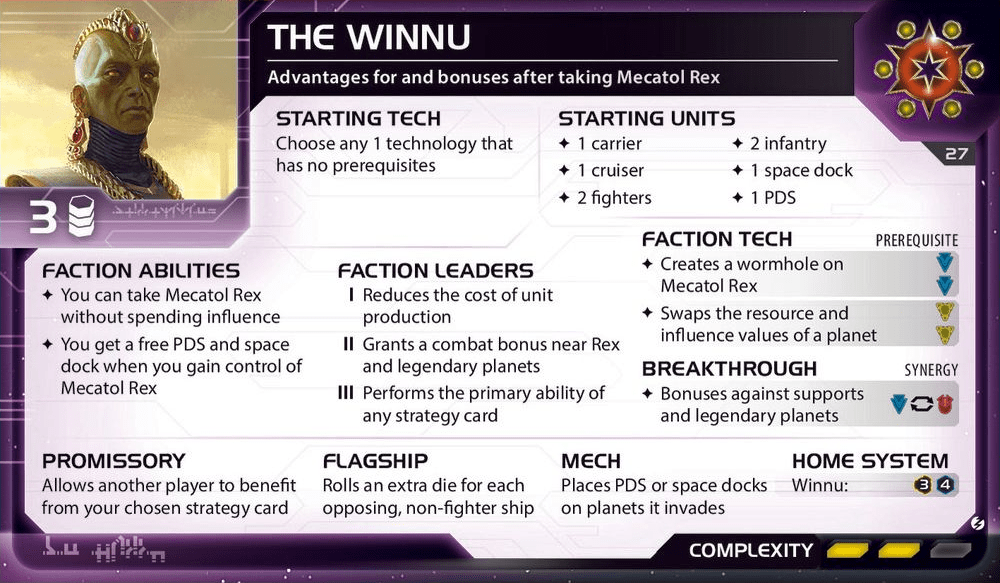 THE WINNU
Advantages for and bonuses after taking Mecatol Rex
27
3
STARTING TECH
Choose any 1 technology that
has no prerequisites
STARTING UNITS
1 carrier
1 cruiser
2 fighters
2 infantry
1 space dock
1 PDS
FACTION ABILITIES
You can take Mecatol Rex
without spending influence
You get a free PDS and space
dock when you gain control of
Mecatol Rex
FACTION LEADERS
I Reduces the cost of unit
production
II Grants a combat bonus near Rex
and legendary planets
III Performs the primary ability of
any strategy card
FACTION TECH PREREQUISITE
Creates a wormhole on
Mecatol Rex
Swaps the resource and
influence values of a planet
BREAKTHROUGH SYNERGY
Bonuses against supports
and legendary planets
PROMISSORY
Allows another player to benefit
from your chosen strategy card
FLAGSHIP
Rolls an extra die for each
opposing, non-fighter ship
MECH
Places PDS or space docks
on planets it invades
HOME SYSTEM
Winnu: 3 4
COMPLEXITY